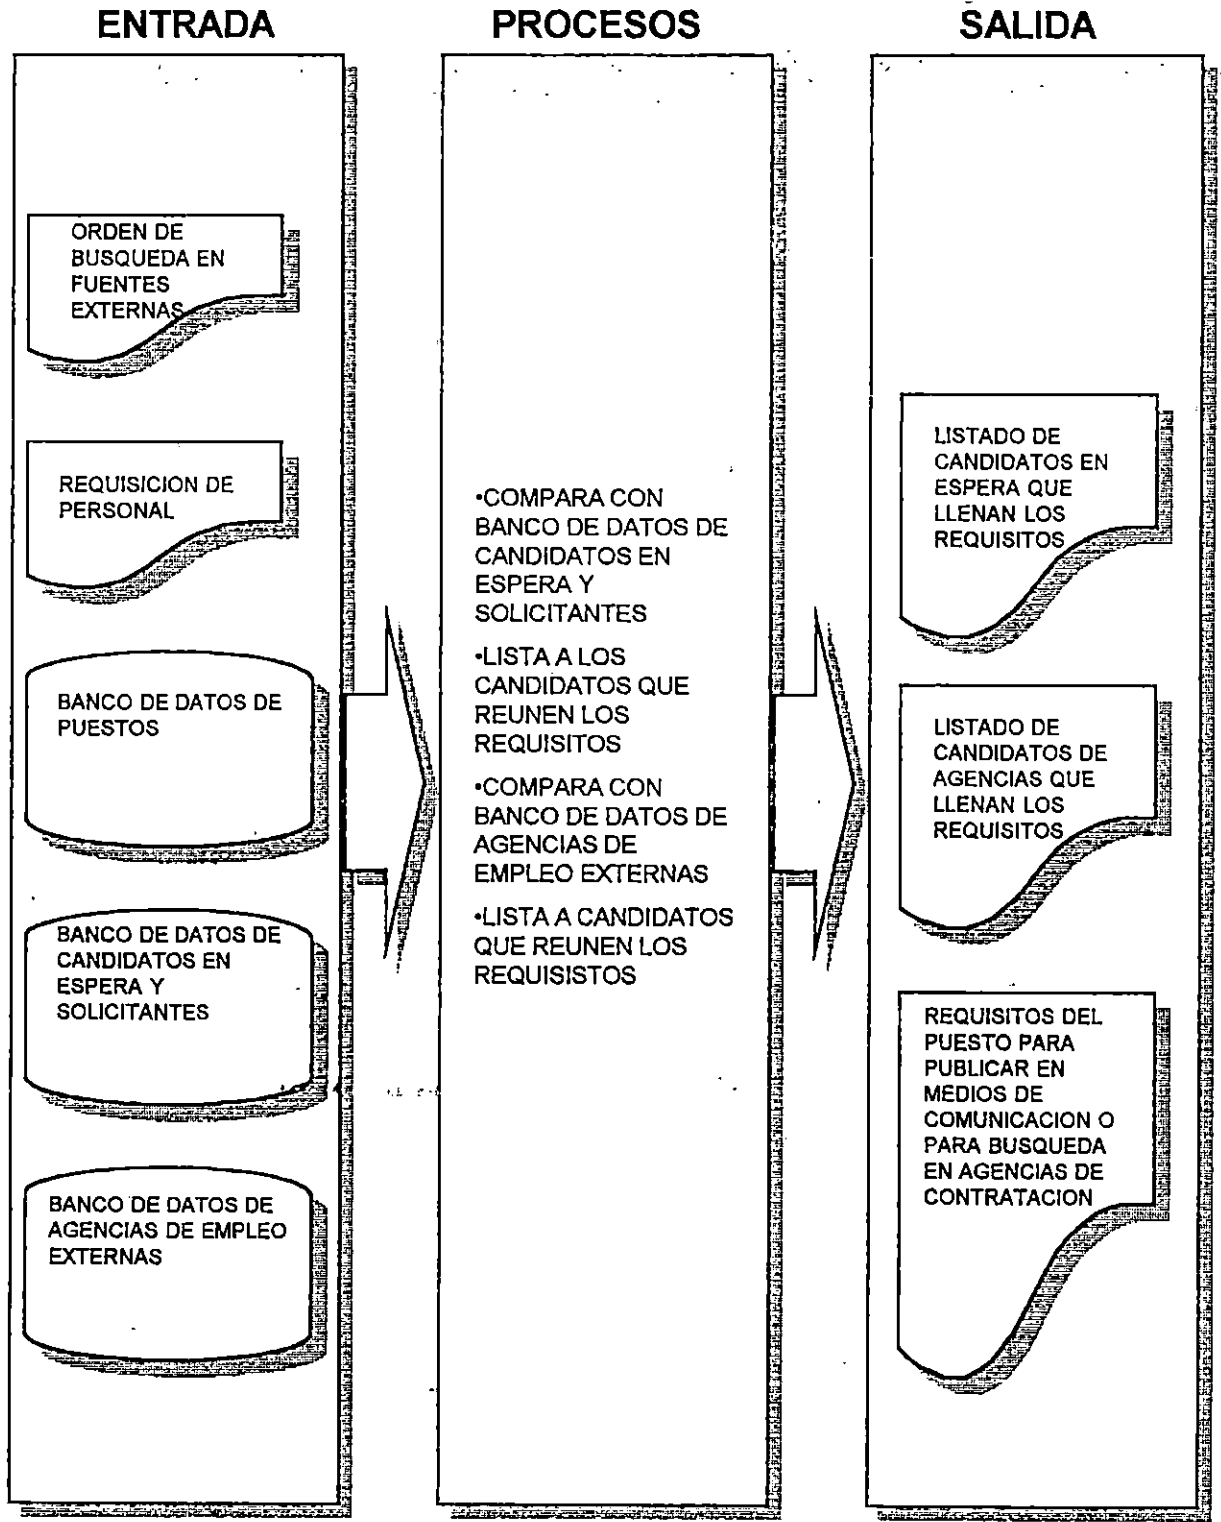 ENTRADA
ORDEN DE
BUSQUEDA EN
FUENTES
EXTERNAS
REQUISICION DE
PERSONAL
BANCO DE DATOS DE
PUESTOS
BANCO DE DATOS DE
CANDIDATOS EN
ESPERA Y
SOLICITANTES
BANCO DE DATOS DE
AGENCIAS DE EMPLEO
EXTERNAS
PROCESOS
•COMPARA CON
BANCO DE DATOS DE
CANDIDATOS EN
ESPERA Y
SOLICITANTES
•LISTA A LOS
CANDIDATOS QUE
REUNEN LOS
REQUISITOS
•COMPARA CON
BANCO DE DATOS DE
AGENCIAS DE
EMPLEO EXTERNAS
•LISTA A CANDIDATOS
QUE REUNEN LOS
REQUISISTOS
SALIDA
LISTADO DE
CANDIDATOS EN
ESPERA QUE
LLENAN LOS
REQUISITOS
LISTADO DE
CANDIDATOS DE
AGENCIAS QUE
LLENAN LOS
REQUISITOS
REQUISITOS DEL
PUESTO PARA
PUBLICAR EN
MEDIOS DE
COMUNICACION O
PARA BUSQUEDA
EN AGENCIAS DE
CONTRATACION